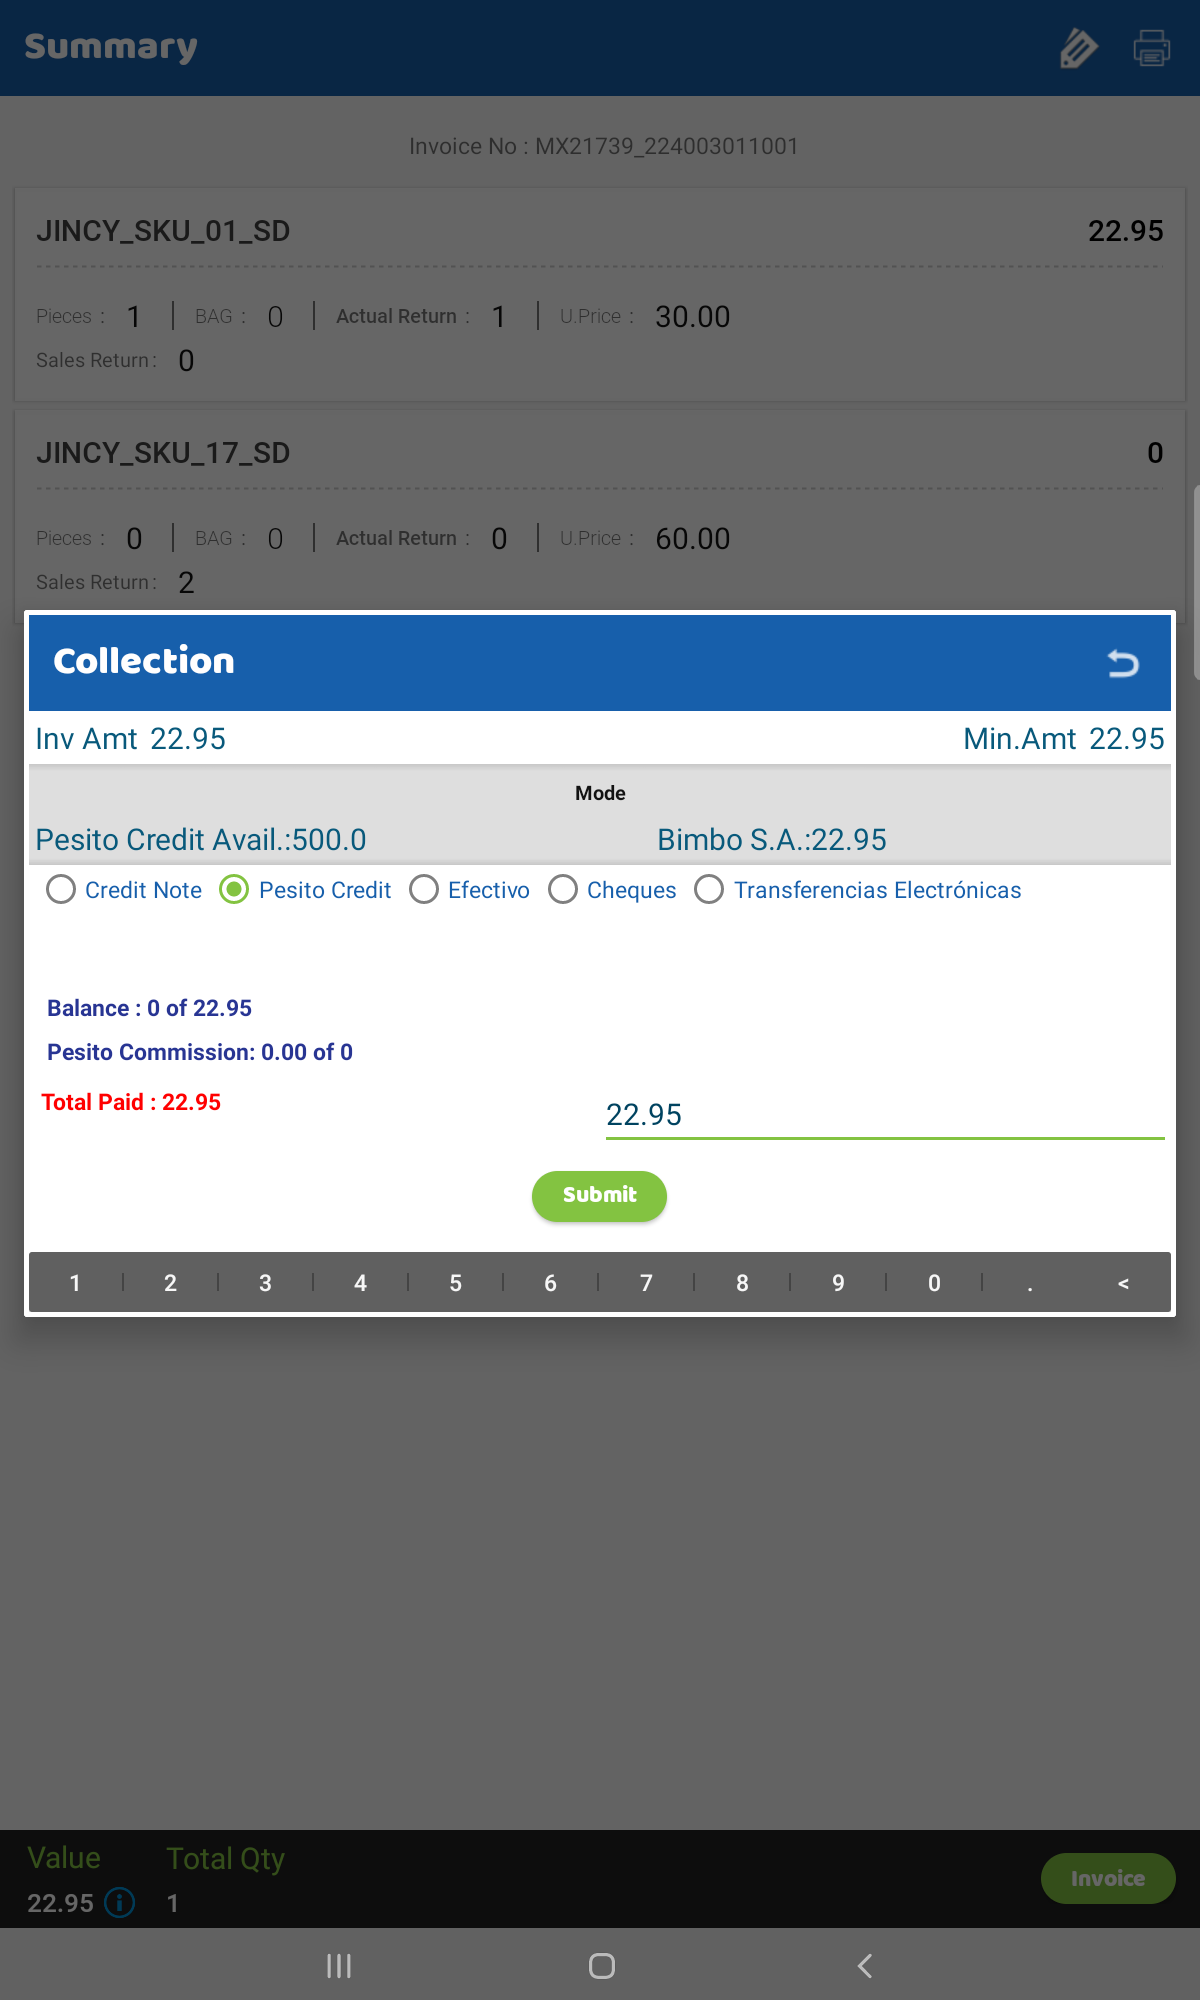 Summary
Invoice No : MX21739_224003011001
JINCY_SKU_01_SD 22.95
Pieces : 1 | BAG : 0 | Actual Return : 1 | U.Price : 30.00
Sales Return : 0
JINCY_SKU_17_SD 0
Pieces : 0 | BAG : 0 | Actual Return : 0 | U.Price : 60.00
Sales Return : 2
Collection
Inv Amt 22.95 Min.Amt 22.95
Mode
Pesito Credit Avail.:500.0 Bimbo S.A.:22.95
Credit Note Pesito Credit Efectivo Cheques Transferencias Electrónicas
Balance : 0 of 22.95
Pesito Commission: 0.00 of 0
Total Paid : 22.95
22.95
Submit
1 | 2 | 3 | 4 | 5 | 6 | 7 | 8 | 9 | 0 | . <
Value Total Qty
22.95 1
Invoice